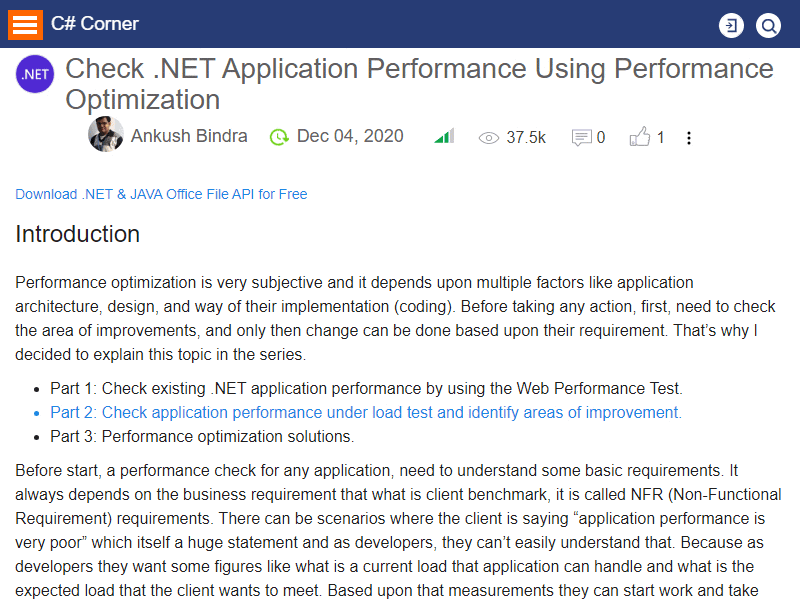 C# Corner
.NET
Check .NET Application Performance Using Performance
Optimization
Ankush Bindra Dec 04, 2020 37.5k 0 1
Download .NET & JAVA Office File API for Free
Introduction
Performance optimization is very subjective and it depends upon multiple factors like application
architecture, design, and way of their implementation (coding). Before taking any action, first, need to check
the area of improvements, and only then change can be done based upon their requirement. That’s why I
decided to explain this topic in the series.
• Part 1: Check existing .NET application performance by using the Web Performance Test.
• Part 2: Check application performance under load test and identify areas of improvement.
• Part 3: Performance optimization solutions.
Before start, a performance check for any application, need to understand some basic requirements. It
always depends on the business requirement that what is client benchmark, it is called NFR (Non-Functional
Requirement) requirements. There can be scenarios where the client is saying “application performance is
very poor” which itself a huge statement and as developers, they can’t easily understand that. Because as
developers they want some figures like what is a current load that application can handle and what is the
expected load that the client wants to meet. Based upon that measurements they can start work and take